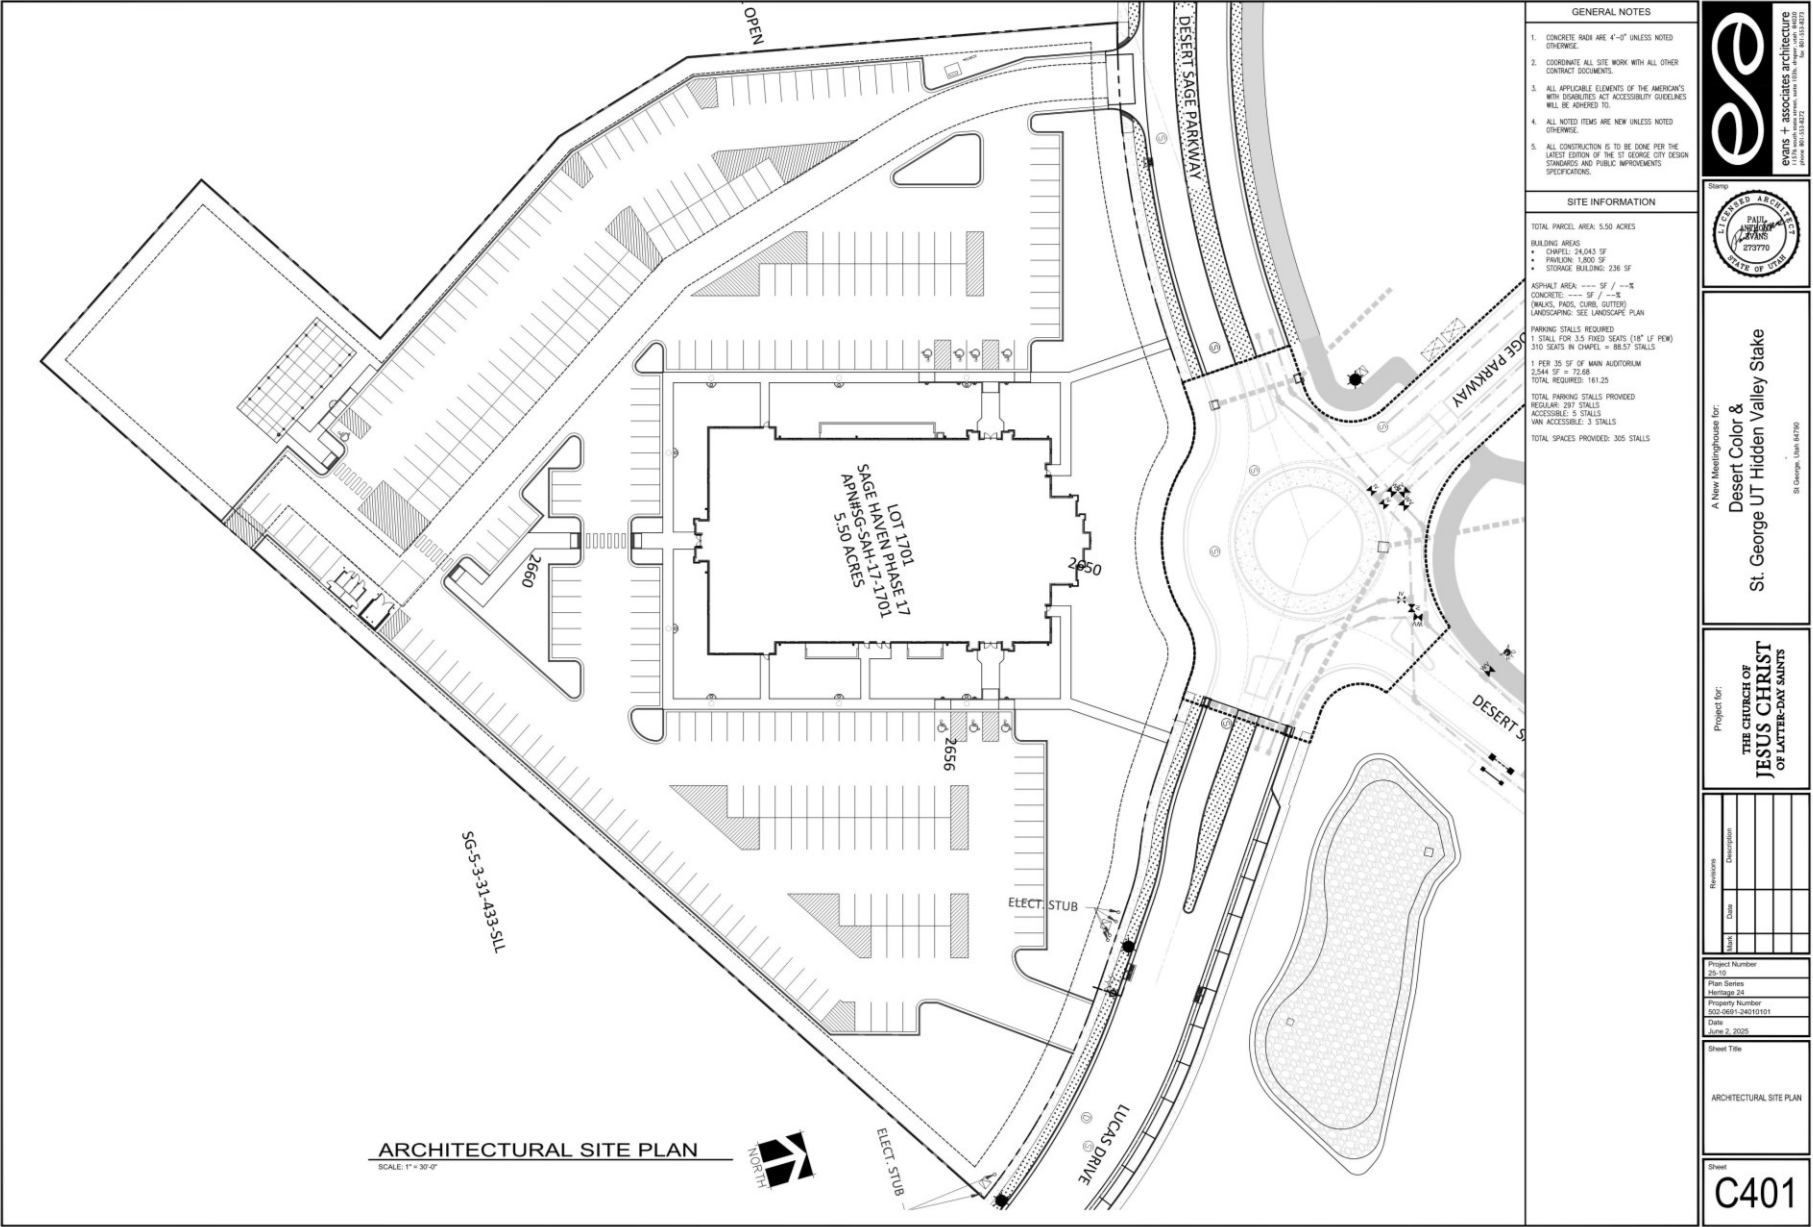 OPEN
DESERT SAGE PARKWAY
LOT 1701
SAGE HAVEN PHASE 17
APN#SG-SAH-17-1701
5.50 ACRES
2650
2660
2656
SG-5-3-31-433-SLL
ELECT. STUB
ELECT. STUB
LUCAS DRIVE
DGE PARKWAY
DESERT S
ARCHITECTURAL SITE PLAN
SCALE: 1" = 30'-0"
NORTH
GENERAL NOTES
1. CONCRETE RADII ARE 4'-0" UNLESS NOTED
OTHERWISE.
2. COORDINATE ALL SITE WORK WITH ALL OTHER
CONTRACT DOCUMENTS.
3. ALL APPLICABLE ELEMENTS OF THE AMERICAN'S
WITH DISABILITIES ACT ACCESSIBILITY GUIDELINES
WILL BE ADHERED TO.
4. ALL NOTED ITEMS ARE NEW UNLESS NOTED
OTHERWISE.
5. ALL CONSTRUCTION IS TO BE DONE PER THE
LATEST EDITION OF THE ST GEORGE CITY DESIGN
STANDARDS AND PUBLIC IMPROVEMENTS
SPECIFICATIONS.
SITE INFORMATION
TOTAL PARCEL AREA: 5.50 ACRES
BUILDING AREAS
• CHAPEL: 24,043 SF
• PAVILION: 1,800 SF
• STORAGE BUILDING: 236 SF
ASPHALT AREA: --- SF / --%
CONCRETE: --- SF / --%
(WALKS, PADS, CURB, GUTTER)
LANDSCAPING: SEE LANDSCAPE PLAN
PARKING STALLS REQUIRED
1 STALL FOR 3.5 FIXED SEATS (18" LF PEW)
310 SEATS IN CHAPEL = 88.57 STALLS
1 PER 35 SF OF MAIN AUDITORIUM
2,544 SF = 72.68
TOTAL REQUIRED: 161.25
TOTAL PARKING STALLS PROVIDED
REGULAR: 297 STALLS
ACCESSIBLE: 5 STALLS
VAN ACCESSIBLE: 3 STALLS
TOTAL SPACES PROVIDED: 305 STALLS
evans + associates architecture
Stamp
LICENSED ARCHITECT
PAUL
ANTHONY
EVANS
273770
STATE OF UTAH
A New Meetinghouse for:
Desert Color &
St. George UT Hidden Valley Stake
St George, Utah 84790
Project for:
THE CHURCH OF
JESUS CHRIST
OF LATTER-DAY SAINTS
Revisions
Mark Date Description
Project Number
25-10
Plan Series
Heritage 24
Property Number
502-0691-24010101
Date
June 2, 2025
Sheet Title
ARCHITECTURAL SITE PLAN
Sheet
C401